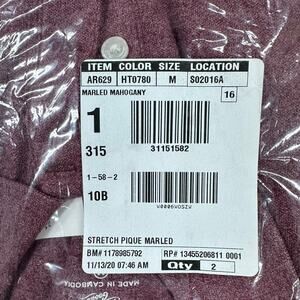 ITEM COLOR SIZE LOCATION
AR629 HT0780 M S02016A
MARLED MAHOGANY 16
1
315 31151582
1-58-2
10B
STRETCH PIQUE MARLED
BM# 1178985792 RP# 13455206811 0001
11/13/20 07:46 AM Qty 2
MADE IN CAMBODIA